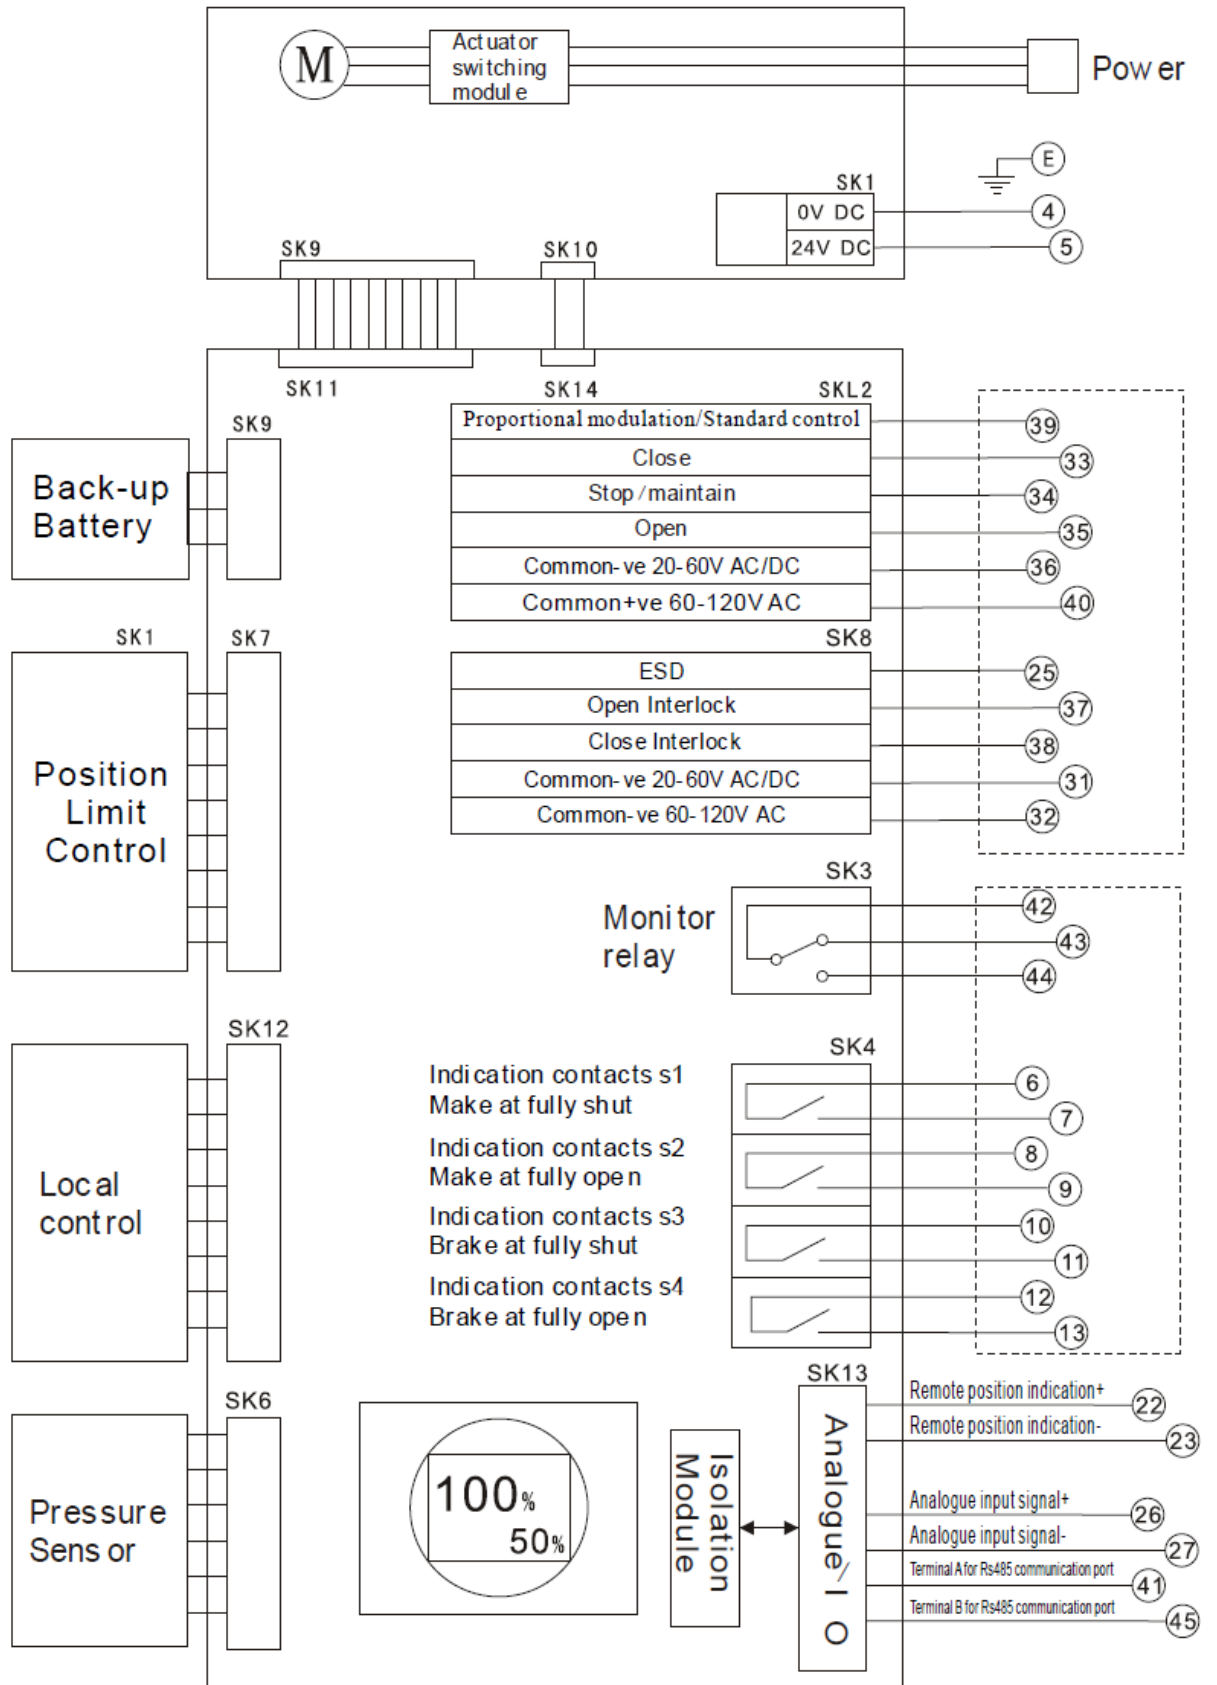 M
Actuator
switching
module
Power
E
SK1
0V DC
4
24V DC
5
SK9
SK10
SK11
SK14
SKL2
Proportional modulation/Standard control
39
Close
33
Stop/maintain
34
Open
35
Common-ve 20-60V AC/DC
36
Common+ve 60-120V AC
40
SK9
Back-up
Battery
SK1
SK7
Position
Limit
Control
SK8
ESD
25
Open Interlock
37
Close Interlock
38
Common-ve 20-60V AC/DC
31
Common-ve 60-120V AC
32
SK3
Monitor
relay
42
43
44
SK12
Local
control
SK4
Indication contacts s1
Make at fully shut
6
7
Indication contacts s2
Make at fully open
8
9
Indication contacts s3
Brake at fully shut
10
11
Indication contacts s4
Brake at fully open
12
13
SK6
Pressure
Sensor
100%
50%
Isolation
Module
SK13
Analogue/I O
Remote position indication+
22
Remote position indication-
23
Analogue input signal+
26
Analogue input signal-
27
Terminal A for Rs485 communication port
41
Terminal B for Rs485 communication port
45